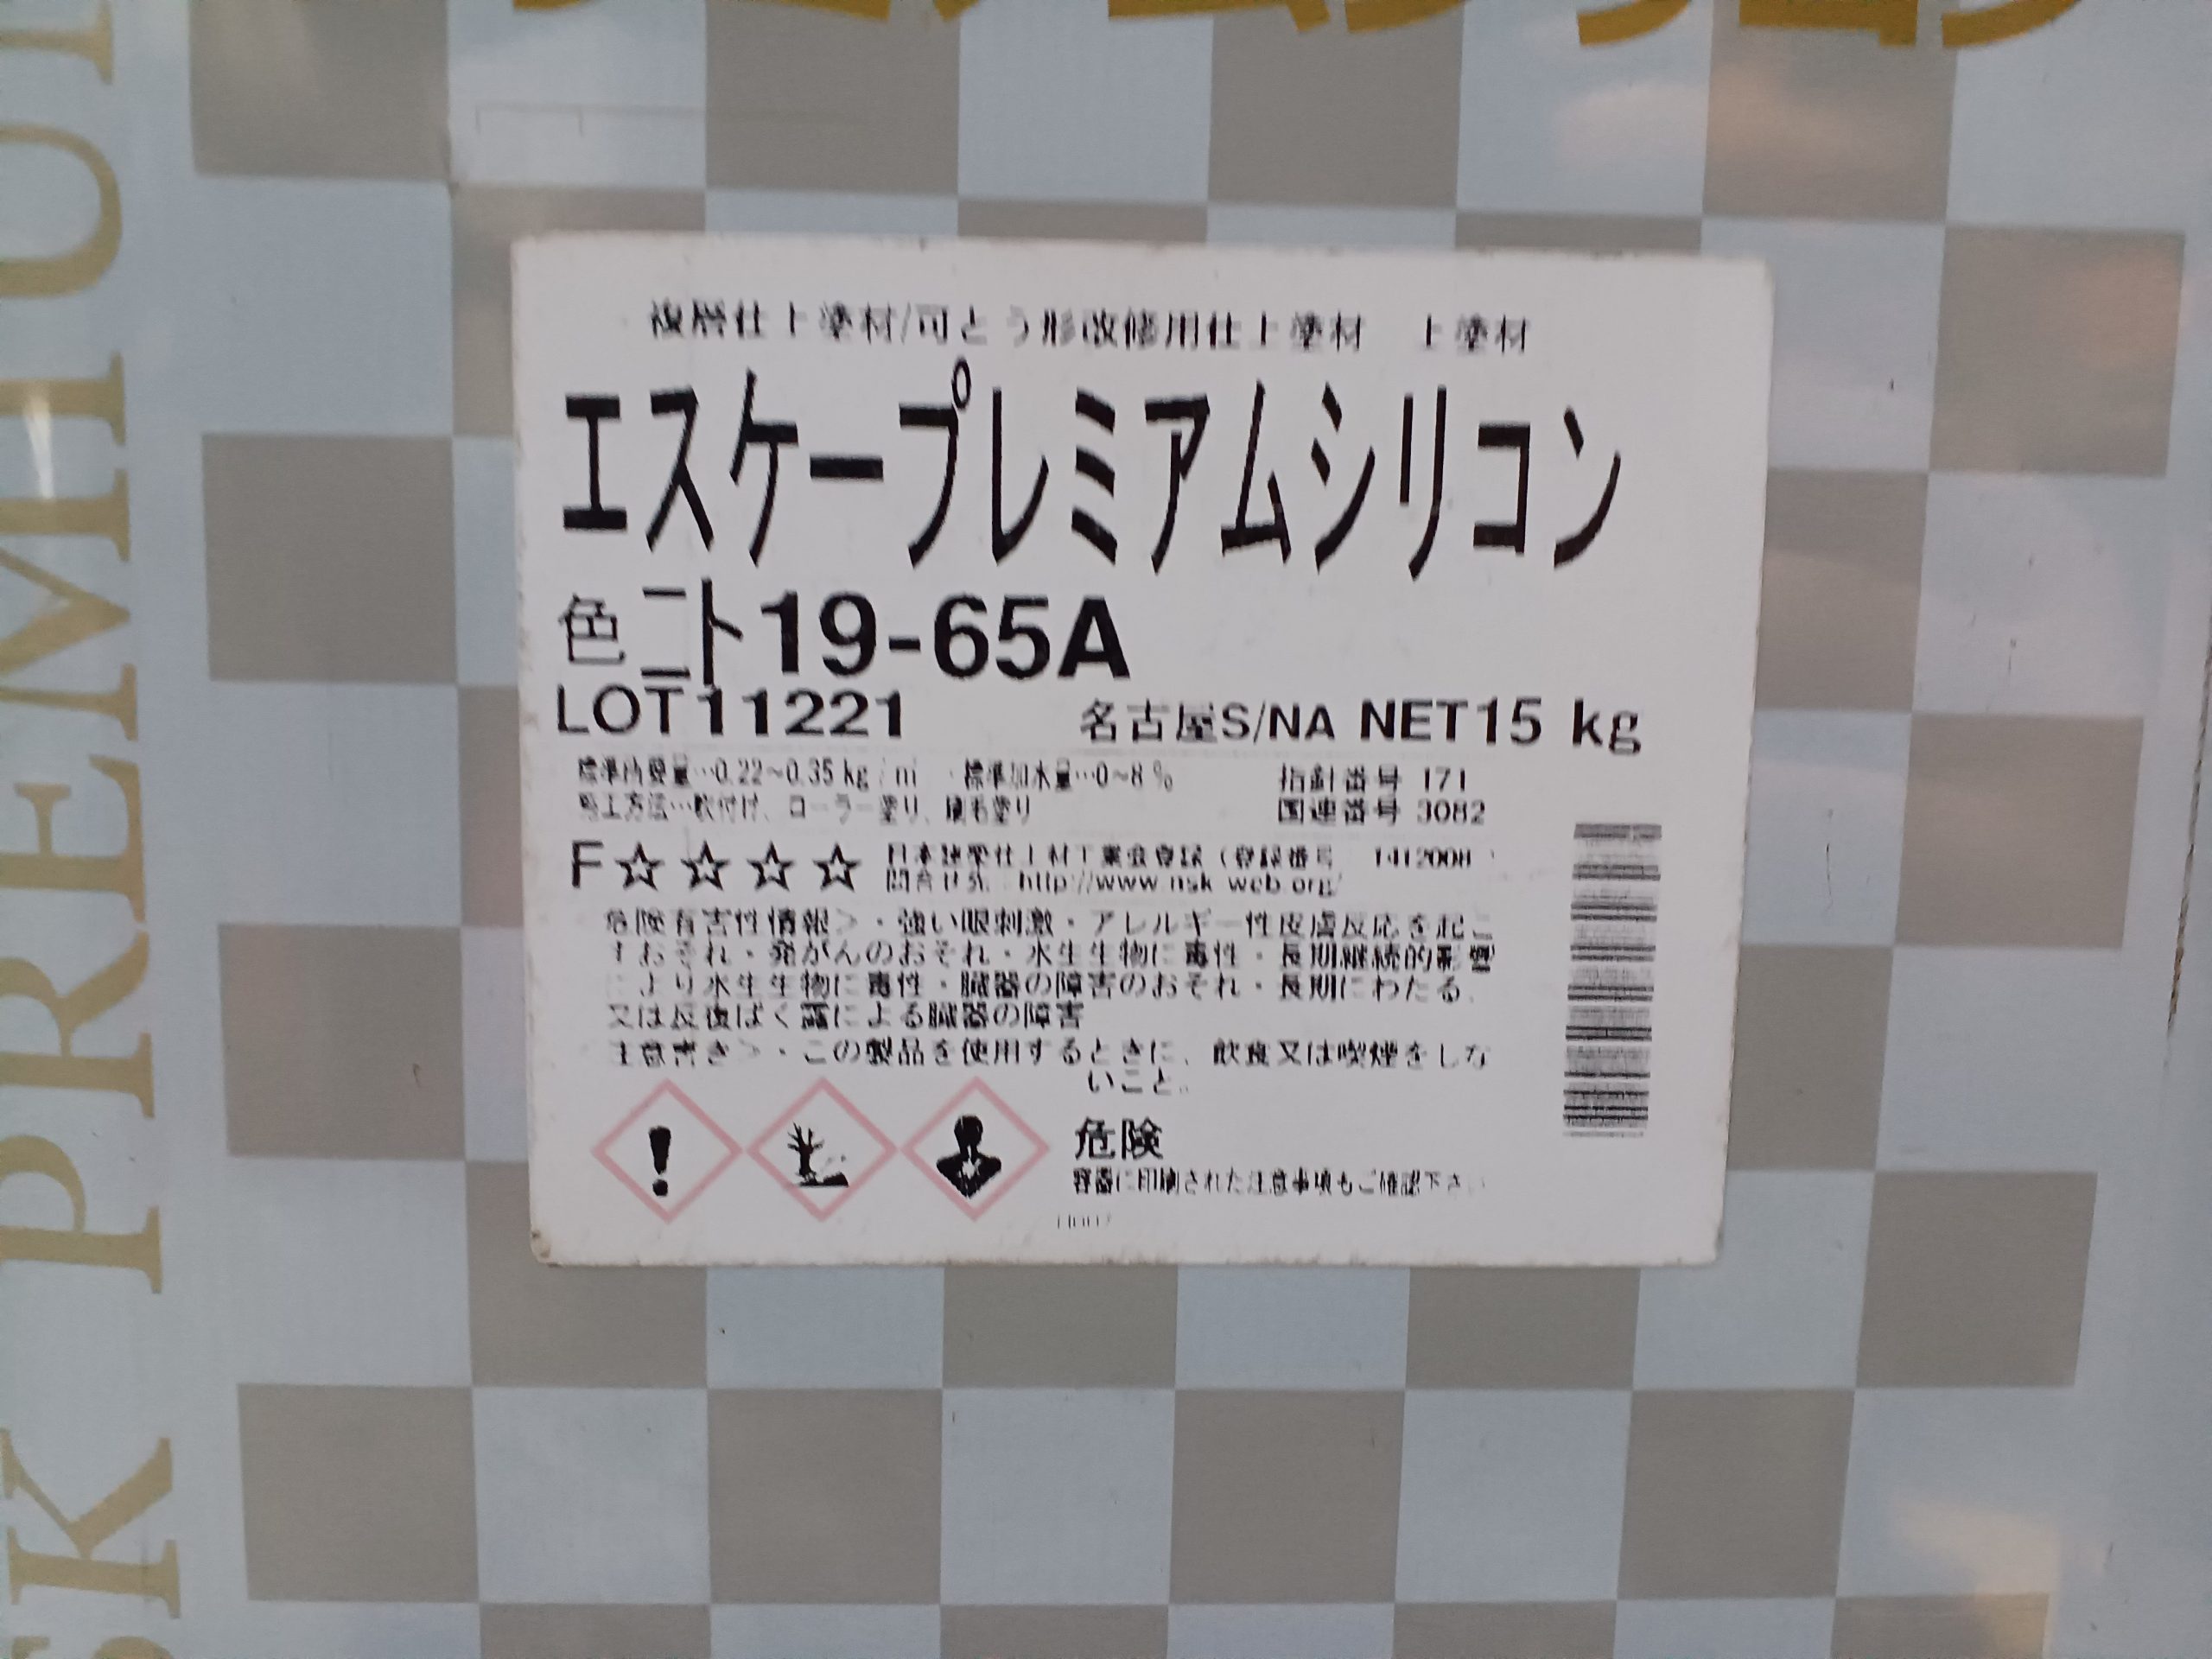 複層仕上塗材/可とう形改修用仕上塗材　上塗材
エスケープレミアムシリコン
色ニト19-65A
LOT11221 名古屋S/NA NET15 kg
標準所要量…0.22~0.35kg/㎡ ・標準加水量…0~8% 指針番号 171
施工方法…吹付け、ローラー塗り、刷毛塗り 国連番号 3082
F☆☆☆☆ 日本建築仕上材工業会登録（登録番号 1412008 ）
問合せ先 http://www.nsk-web.org/
危険有害性情報＞・強い眼刺激・アレルギー性皮膚反応を起こ
すおそれ・発がんのおそれ・水生生物に毒性・長期継続的影響
により水生生物に毒性・臓器の障害のおそれ・長期にわたる、
又は反復ばく露による臓器の障害
注意書き＞・この製品を使用するときに、飲食又は喫煙をしな
いこと。
危険
容器に印刷された注意事項もご確認下さ
SK PREMIU